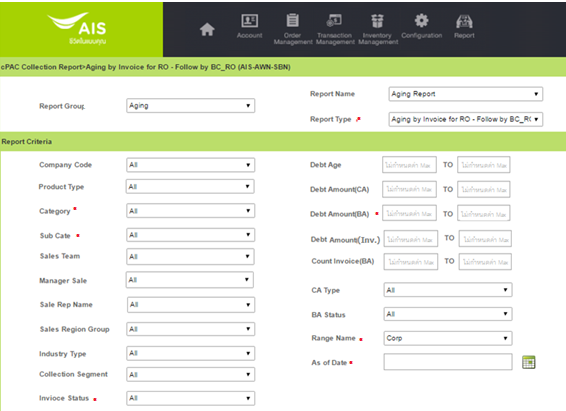 AIS
ชีวิตในแบบคุณ
Account
Order Management
Transaction Management
Inventory Management
Configuration
Report
cPAC Collection Report>Aging by Invoice for RO - Follow by BC_RO (AIS-AWN-SBN)
Report Group
Aging
Report Name
Aging Report
Report Type *
Aging by Invoice for RO - Follow by BC_R(
Report Criteria
Company Code
All
Debt Age
ไม่กำหนดค่า Max
TO
ไม่กำหนดค่า Max
Product Type
All
Debt Amount(CA)
ไม่กำหนดค่า Max
TO
ไม่กำหนดค่า Max
Category *
All
Debt Amount(BA) *
ไม่กำหนดค่า Max
TO
ไม่กำหนดค่า Max
Sub Cate *
All
Debt Amount(Inv.)
ไม่กำหนดค่า Max
TO
ไม่กำหนดค่า Max
Sales Team
All
Count Invoice(BA)
ไม่กำหนดค่า Max
TO
ไม่กำหนดค่า Max
Manager Sale
All
CA Type
All
Sale Rep Name
All
BA Status
All
Sales Region Group
All
Range Name *
Corp
Industry Type
All
As of Date *
Collection Segment
All
Invioce Status *
All